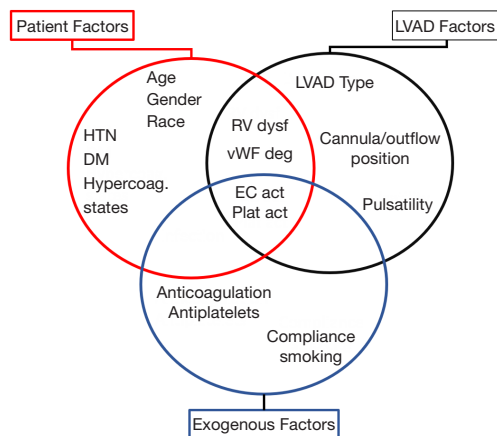 Patient Factors
LVAD Factors
Age
Gender
Race
LVAD Type
HTN
DM
Hypercoag.
states
RV dysf
vWF deg
Cannula/outflow
position
EC act
Plat act
Pulsatility
Anticoagulation
Antiplatelets
Compliance
smoking
Exogenous Factors